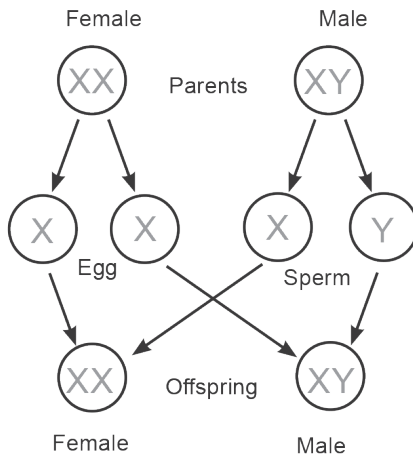 Female Male
XX Parents XY
X X X Y
Egg Sperm
XX Offspring XY
Female Male